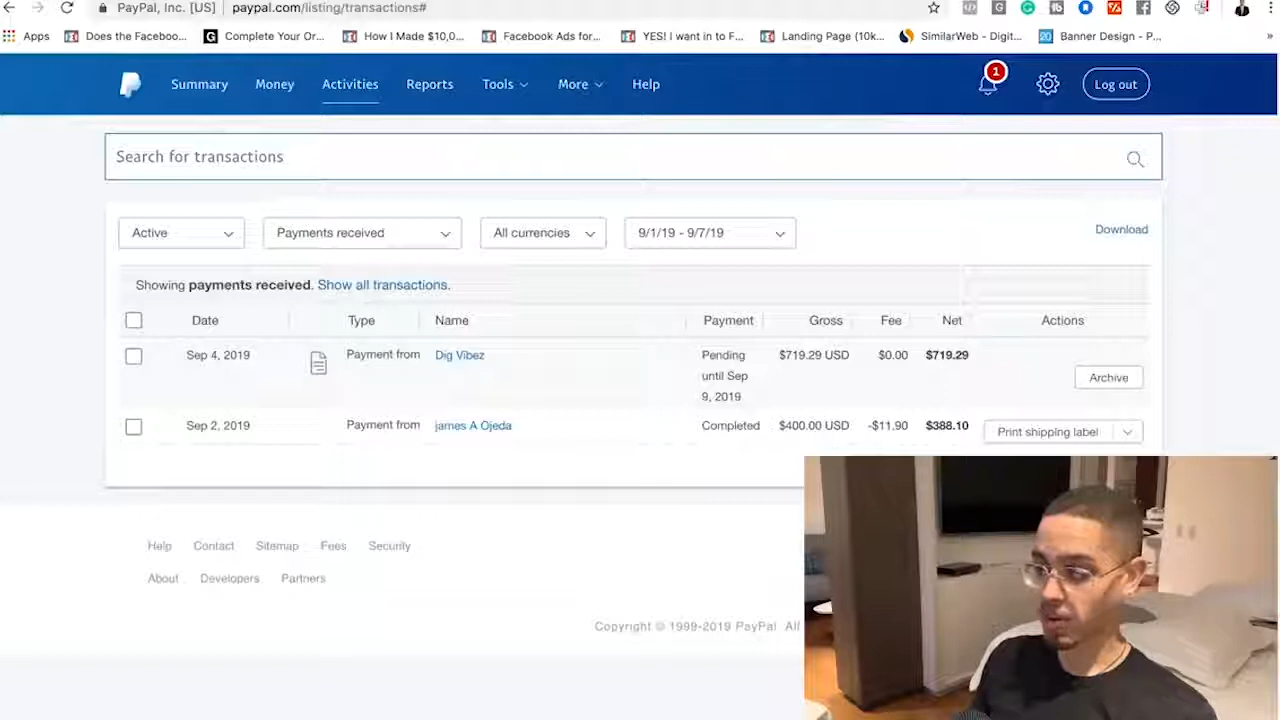 PayPal, Inc. [US] paypal.com/listing/transactions#
Apps Does the Faceboo... Complete Your Or... How I Made $10,0... Facebook Ads for... YES! I want in to F... Landing Page (10k... SimilarWeb - Digit... 20 Banner Design - P... »
Summary Money Activities Reports Tools More Help 1 Log out
Search for transactions
Active Payments received All currencies 9/1/19 - 9/7/19 Download
Showing payments received. Show all transactions.
Date Type Name Payment Gross Fee Net Actions
Sep 4, 2019 Payment from Dig Vibez Pending $719.29 USD $0.00 $719.29
until Sep
9, 2019
Archive
Sep 2, 2019 Payment from james A Ojeda Completed $400.00 USD -$11.90 $388.10 Print shipping label
Help Contact Sitemap Fees Security
About Developers Partners
Copyright © 1999-2019 PayPal. All